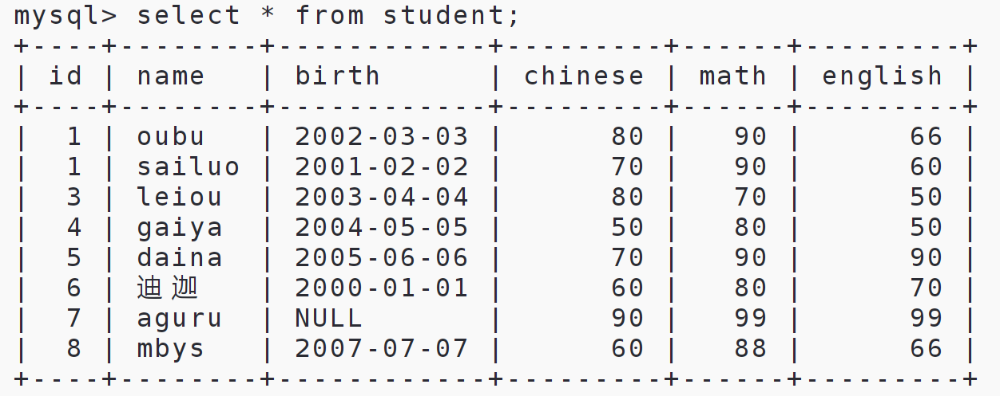 mysql> select * from student;
+----+--------+------------+---------+------+---------+
| id | name   | birth      | chinese | math | english |
+----+--------+------------+---------+------+---------+
|  1 | oubu   | 2002-03-03 |      80 |   90 |      66 |
|  1 | sailuo | 2001-02-02 |      70 |   90 |      60 |
|  3 | leiou  | 2003-04-04 |      80 |   70 |      50 |
|  4 | gaiya  | 2004-05-05 |      50 |   80 |      50 |
|  5 | daina  | 2005-06-06 |      70 |   90 |      90 |
|  6 | 迪迦   | 2000-01-01 |      60 |   80 |      70 |
|  7 | aguru  | NULL       |      90 |   99 |      99 |
|  8 | mbys   | 2007-07-07 |      60 |   88 |      66 |
+----+--------+------------+---------+------+---------+